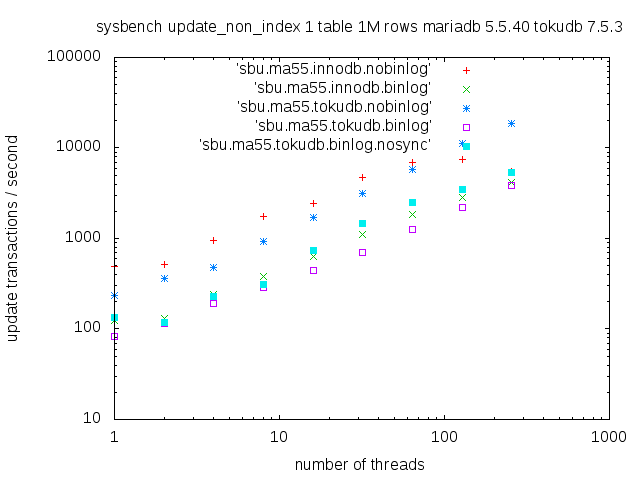 sysbench update_non_index 1 table 1M rows mariadb 5.5.40 tokudb 7.5.3
100000
10000
1000
100
10
update transactions / second
'sbu.ma55.innodb.nobinlog'
'sbu.ma55.innodb.binlog'
'sbu.ma55.tokudb.nobinlog'
'sbu.ma55.tokudb.binlog'
'sbu.ma55.tokudb.binlog.nosync'
1
10
100
1000
number of threads